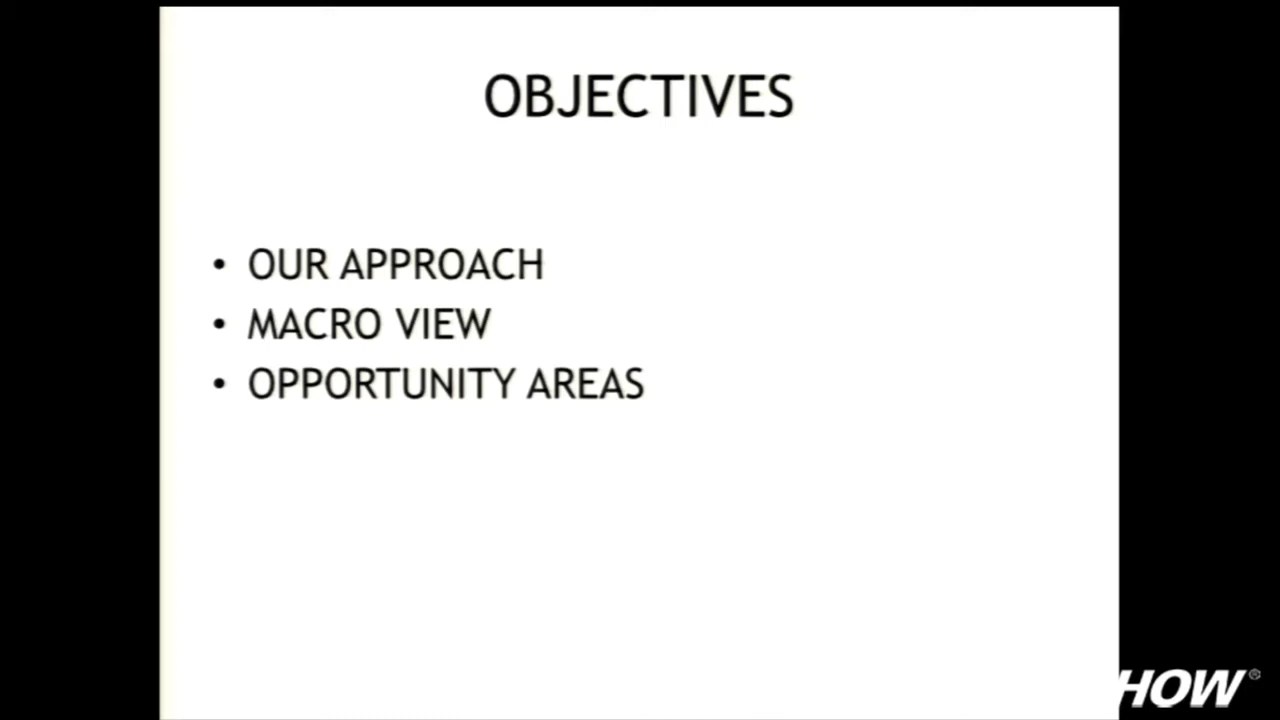 OBJECTIVES
• OUR APPROACH
• MACRO VIEW
• OPPORTUNITY AREAS
HOW®